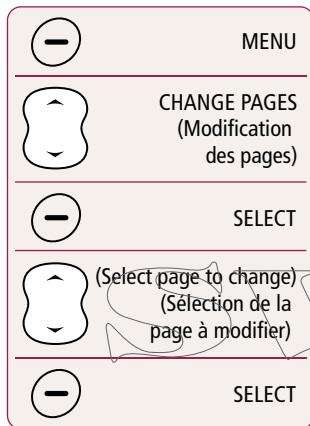 MENU
CHANGE PAGES
(Modification
des pages)
SELECT
(Select page to change)
(Sélection de la
page à modifier)
SELECT